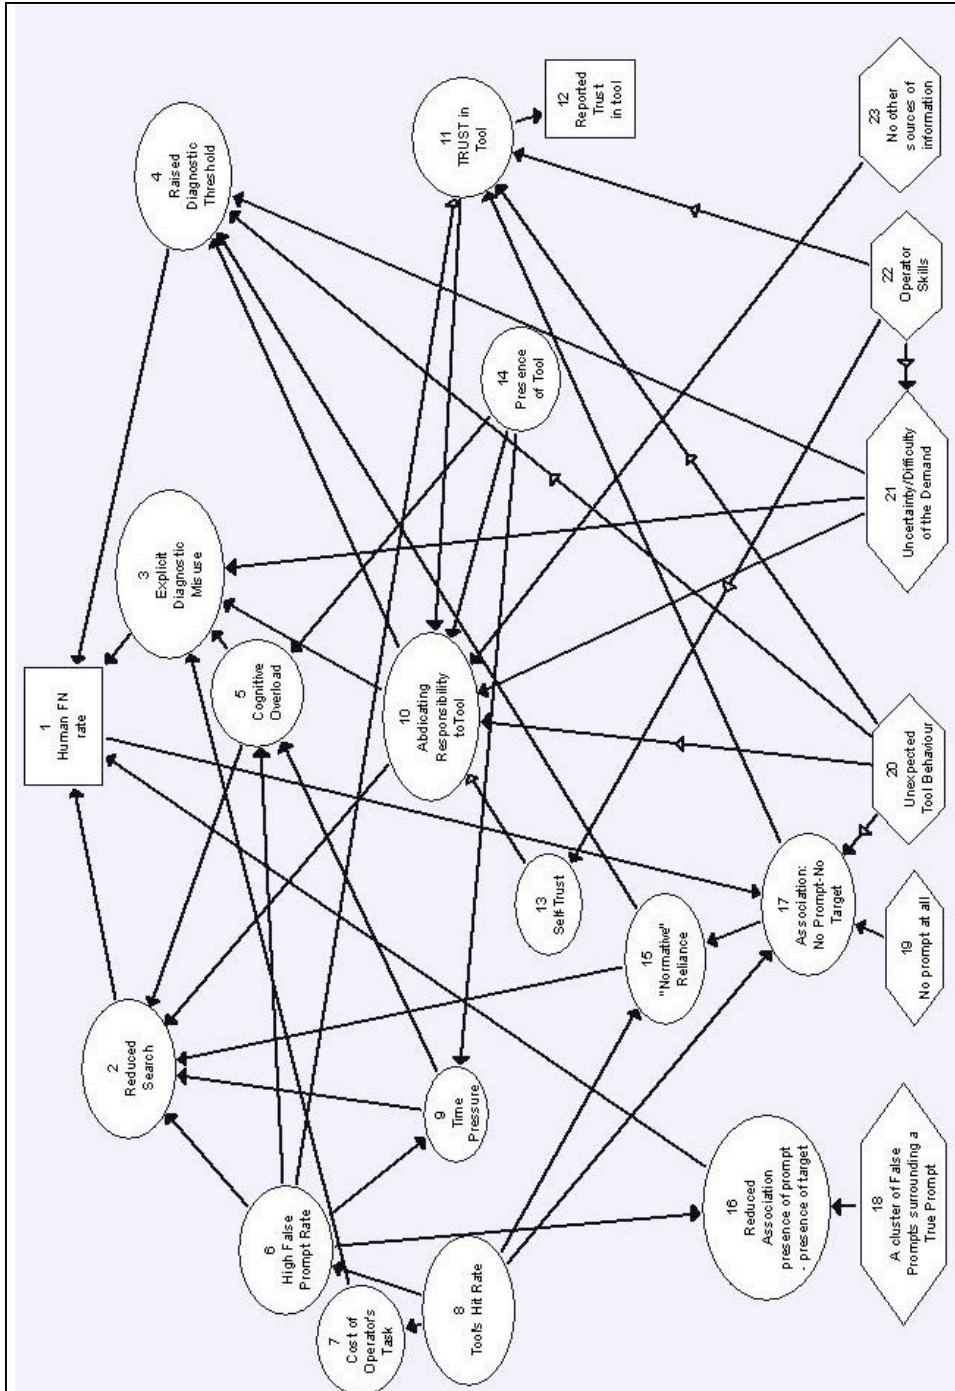 1
Human FN
rate
2
Reduced
Search
3
Explicit
Diagnostic
Misuse
4
Raised
Diagnostic
Threshold
5
Cognitive
Overload
6
High False
Prompt Rate
7
Cost of
Operators
Task
8
Tools Hit Rate
9
Time
Pressure
10
Abdicating
Responsibility
to Tool
11
TRUST in
Tool
12
Reported
Trust
in tool
13
Self-Trust
14
Presence
of Tool
15
"Normative"
Reliance
16
Reduced
Association
presence of prompt
- presence of target
17
Association:
No Prompt-No
Target
18
A cluster of False
Prompts surrounding a
True Prompt
19
No prompt at all
20
Unexpected
Tool Behaviour
21
Uncertainty/Difficulty
of the Demand
22
Operator
Skills
23
No other
sources of
information